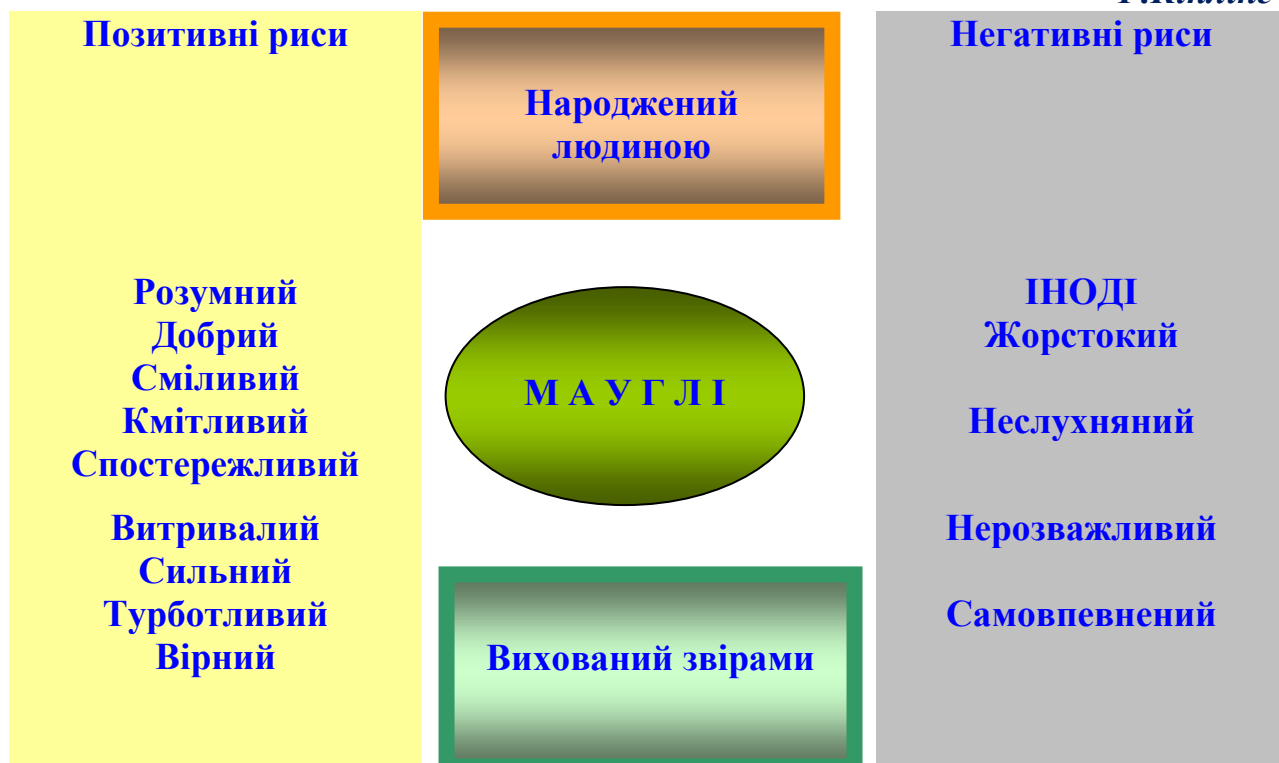 Позитивні риси
Розумний
Добрий
Сміливий
Кмітливий
Спостережливий
Витривалий
Сильний
Турботливий
Вірний
Народжений
людиною
М А У Г Л І
Вихований звірами
Негативні риси
ІНОДІ
Жорстокий
Неслухняний
Нерозважливий
Самовпевнений